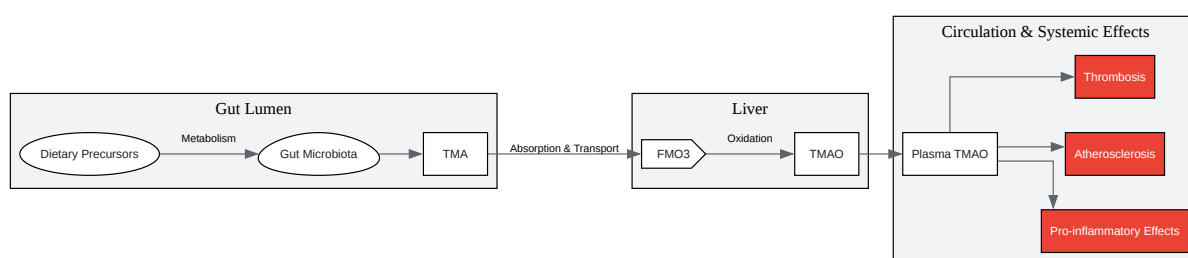 Circulation & Systemic Effects
Thrombosis
Gut Lumen
Liver
Metabolism
Absorption & Transport
Oxidation
Dietary Precursors
Gut Microbiota
TMA
FMO3
TMAO
Plasma TMAO
Atherosclerosis
Pro-inflammatory Effects